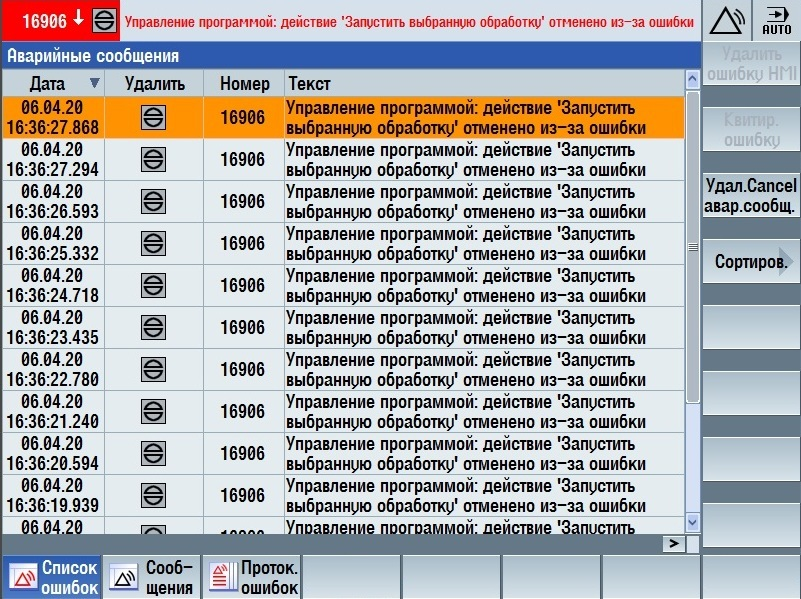 16906 Управление программой: действие 'Запустить выбранную обработку' отменено из-за ошибки
AUTO
Аварийные сообщения
Дата Удалить Номер Текст
06.04.20
16:36:27.868
16906
Управление программой: действие 'Запустить
выбранную обработку' отменено из-за ошибки
06.04.20
16:36:27.294
16906
Управление программой: действие 'Запустить
выбранную обработку' отменено из-за ошибки
06.04.20
16:36:26.593
16906
Управление программой: действие 'Запустить
выбранную обработку' отменено из-за ошибки
06.04.20
16:36:25.332
16906
Управление программой: действие 'Запустить
выбранную обработку' отменено из-за ошибки
06.04.20
16:36:24.718
16906
Управление программой: действие 'Запустить
выбранную обработку' отменено из-за ошибки
06.04.20
16:36:23.435
16906
Управление программой: действие 'Запустить
выбранную обработку' отменено из-за ошибки
06.04.20
16:36:22.780
16906
Управление программой: действие 'Запустить
выбранную обработку' отменено из-за ошибки
06.04.20
16:36:21.240
16906
Управление программой: действие 'Запустить
выбранную обработку' отменено из-за ошибки
06.04.20
16:36:20.594
16906
Управление программой: действие 'Запустить
выбранную обработку' отменено из-за ошибки
06.04.20
16:36:19.939
16906
Управление программой: действие 'Запустить
выбранную обработку' отменено из-за ошибки
06.04.20
16906
Управление программой: действие 'Запустить
Удалить
ошибку HMI
Квитир.
ошибку
Удал.Cancel
авар.сообщ.
Сортиров.
Список
ошибок
Сооб-
щения
Проток.
ошибок